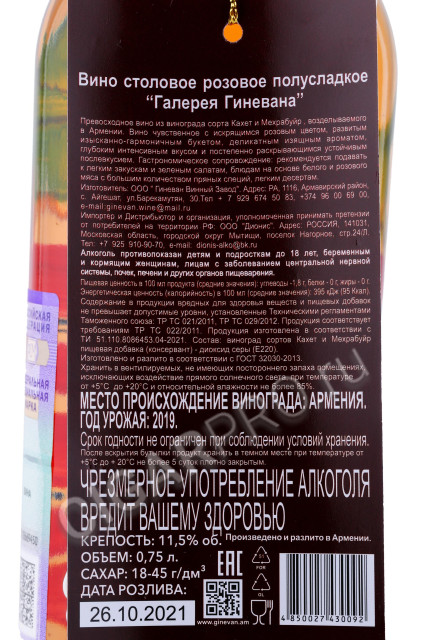 Вино столовое розовое полусладкое
“Галерея Гиневана”
Превосходное вино из винограда сорта Кахет и Мехрабуйр, возделываемого
в Армении. Вино чувственное с искрящимся розовым цветом, развитым
изысканно-гармоничным букетом, деликатным изящным ароматом,
глубоким интенсивным вкусом и постепенно раскрывающимся устойчивым
послевкусием. Гастрономическое сопровождение: рекомендуется подавать
к легким закускам и зеленым салатам, блюдам на основе белого и розового
мяса с большим количеством пряных специй, легким десертам.
Изготовитель: ООО " Гиневан Винный Завод". Адрес: РА, 1116, Армавирский район,
с. Айгешат, ул.Барекамутян, 30.Тел + 7 929 674 50 83, +374 96 00 69 00.
e-mail:ginevan.wine@mail.ru
Импортер и Дистрибьютор и организация, уполномоченная принимать претензии
от потребителей на территории РФ: ООО "Дионис" Адрес: РОССИЯ, 141031,
Московская область, городской округ Мытищи, поселок Нагорное, стр.24/Л.
Тел: +7 925 910-90-70, e-mail: dionis-alko@bk.ru
Алкоголь противопоказан детям и подросткам до 18 лет, беременным
и кормящим женщинам, лицам с заболеванием центральной нервной
системы, почек, печени и других органов пищеварения.
Пищевая ценность в 100 мл продукта (средние значения): углеводы -1,8 г, белки - 0 г, жиры - 0 г.
Энергетическая ценность (калорийность) в 100 мл (средние значения): 395 кДж (95 Ккал).
Содержание в продукте вредных для здоровья веществ и пищевых добавок
не превышает требования, установленные Техническими регламентами
Таможенного союза: ТР ТС 021/2011, ТР ТС 029/2012. Продукт соответствует
требованиям ТР ТС 022/2011. Продукция изготовлена в соответствии с
ТИ 51.110.8086453.04-2021. Состав: виноград сортов Кахет и Мехрабуйр
пищевая добавка (консервант) - диоксид серы (Е220).
Изготовлено и разлито в соответствии с ГОСТ 32030-2013.
Хранить в вентилируемых, не имеющих постороннего запаха помещениях,
исключающих воздействие прямого солнечного света при температуре
от +5°С до +20°С и относительной влажности не более 85%.
МЕСТО ПРОИСХОЖДЕНИЕ ВИНОГРАДА: АРМЕНИЯ.
ГОД УРОЖАЯ: 2019.
Срок годности не ограничен при соблюдении условий хранения.
После вскрытия бутылки продукт хранить в темном месте при температуре от
+5°С до + 20°С не более 5 суток плотно закрытым.
ЧРЕЗМЕРНОЕ УПОТРЕБЛЕНИЕ АЛКОГОЛЯ
ВРЕДИТ ВАШЕМУ ЗДОРОВЬЮ
КРЕПОСТЬ: 11,5% об. Произведено и разлито в Армении.
ОБЪЕМ: 0,75 л.
САХАР: 18-45 г/дм³
ДАТА РОЗЛИВА:
26.10.2021
EAC
FOR
GL
www.ginevan.am
4 850027 430092